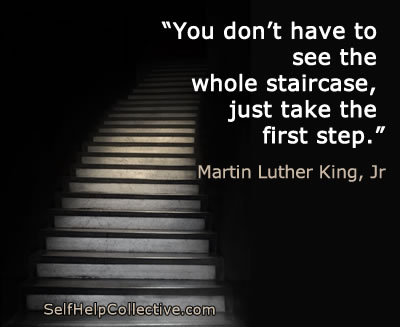 “You don’t have to
see the
whole staircase,
just take the
first step.”
Martin Luther King, Jr
SelfHelpCollective.com